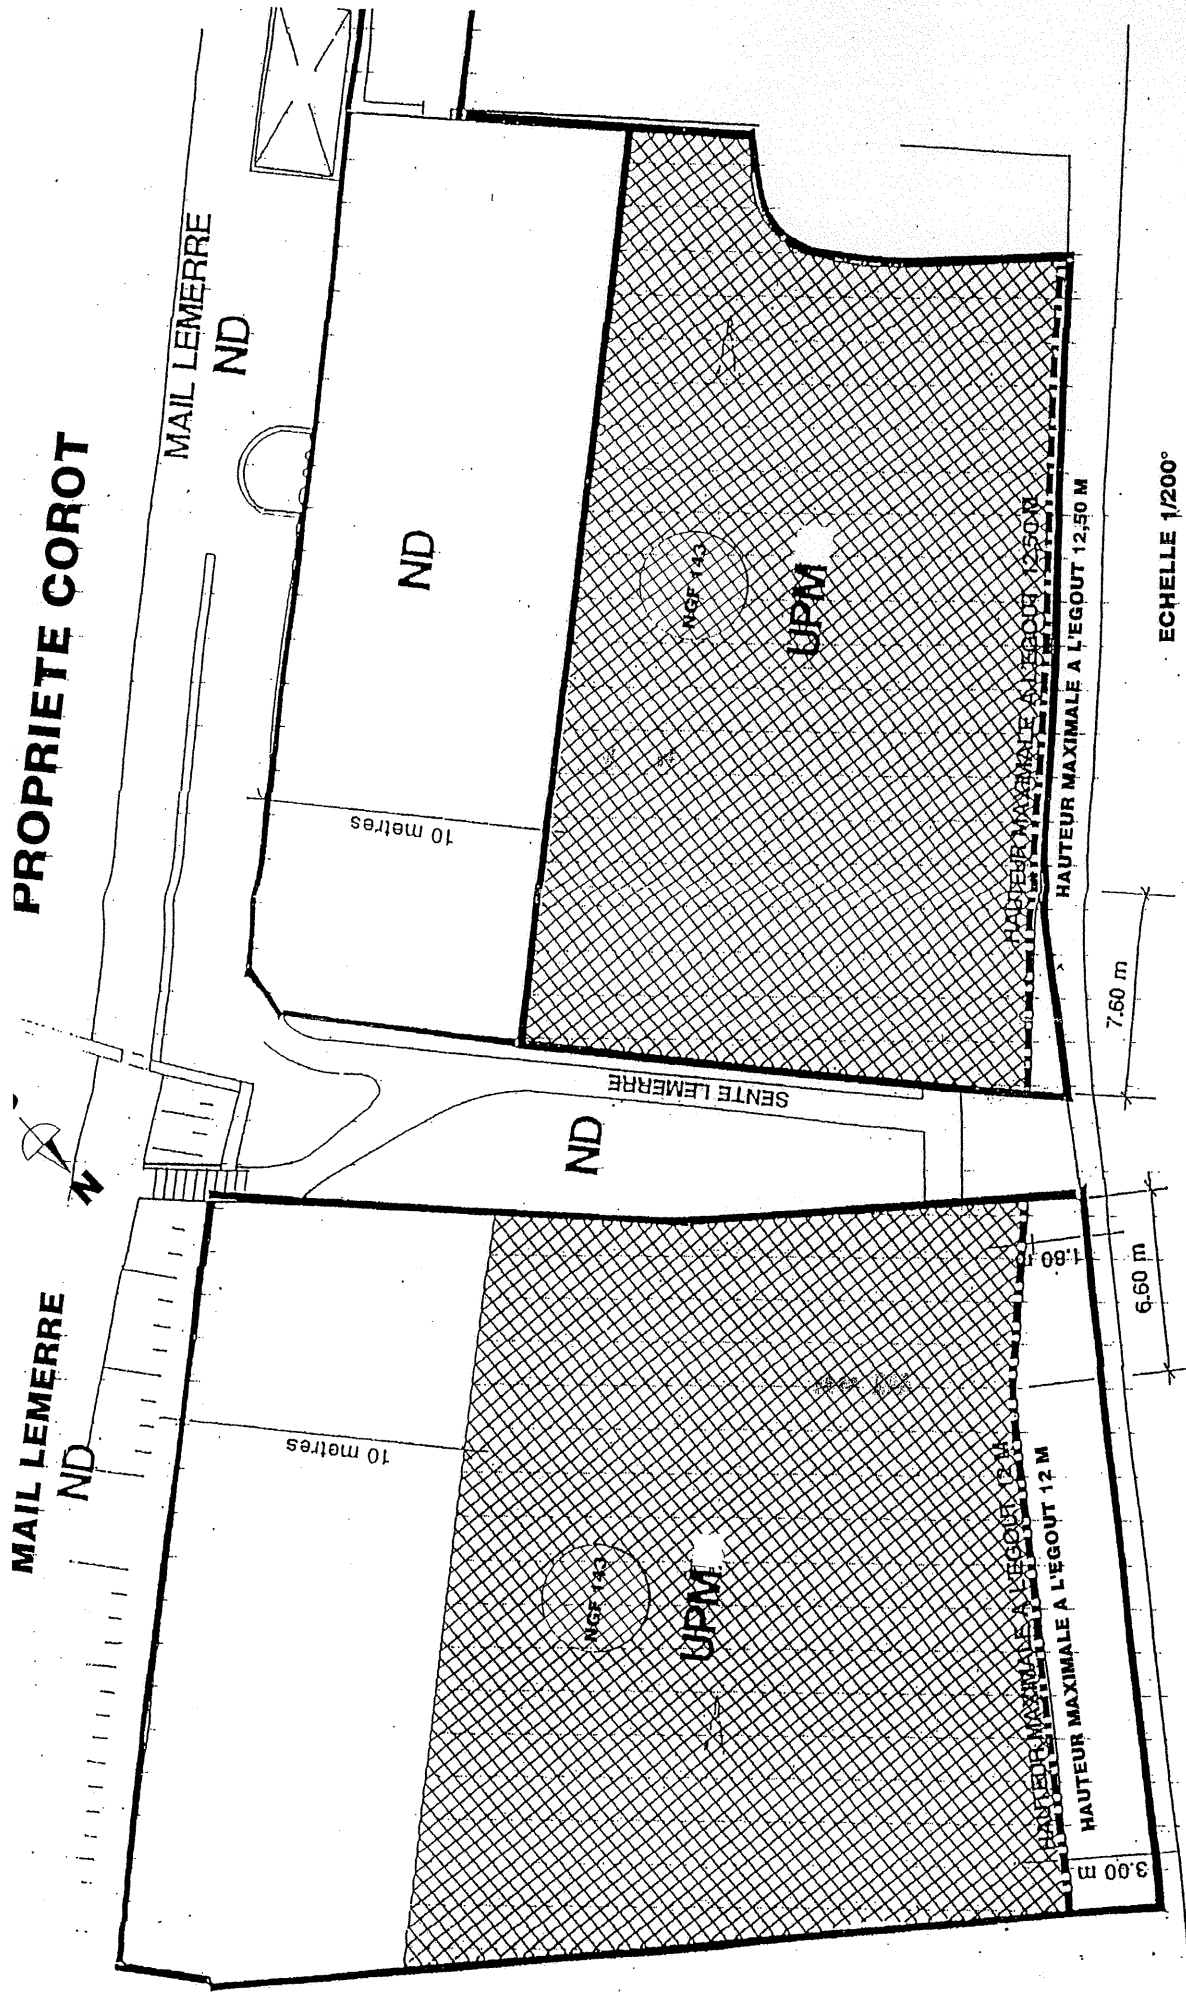 PROPRIETE COROT
MAIL LEMERRE
ND
MAIL LEMERRE
ND
N
10 metres
10 metres
ND
ND
SENTE LEMERRE
NGF 143
UPM
NGF 143
UPM
HAUTEUR MAXIMALE A L'EGOUT 12 M
HAUTEUR MAXIMALE A L'EGOUT 12 M
HAUTEUR MAXIMALE A L'EGOUT 12,50 M
HAUTEUR MAXIMALE A L'EGOUT 12,50 M
3.00 m
1.80 m
6.60 m
7.60 m
ECHELLE 1/200°